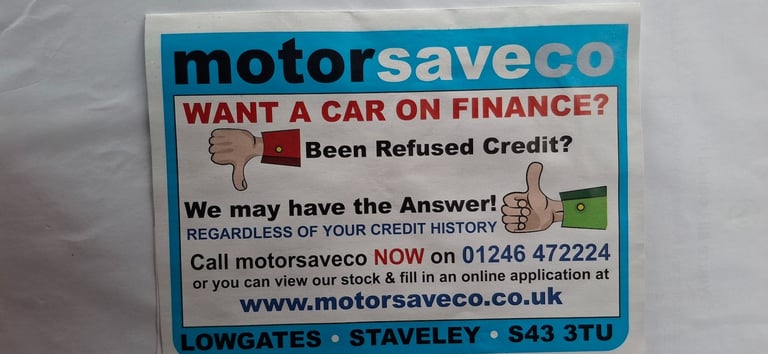 motorsaveco
WANT A CAR ON FINANCE?
Been Refused Credit?
We may have the Answer!
REGARDLESS OF YOUR CREDIT HISTORY
Call motorsaveco NOW on 01246 472224
or you can view our stock & fill in an online application at
www.motorsaveco.co.uk
LOWGATES • STAVELEY • S43 3TU